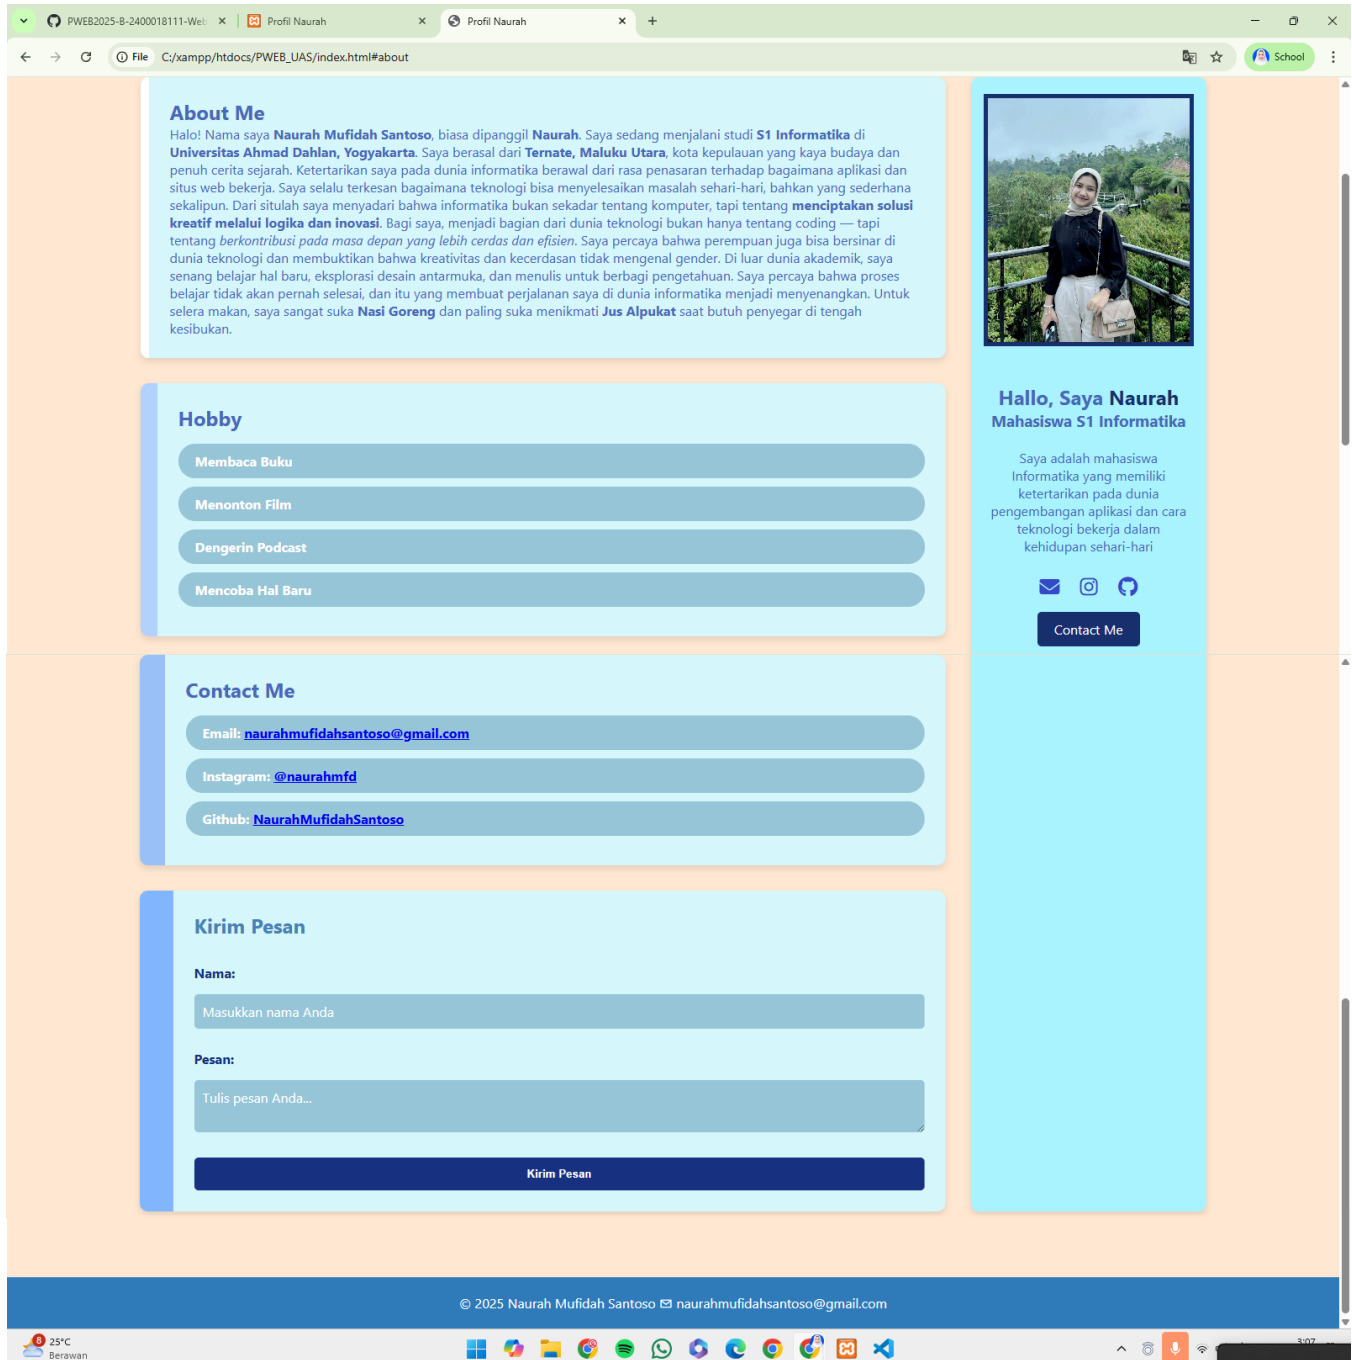 PWEB2025-B-2400018111-Web
Profil Naurah
Profil Naurah
File
C:/xampp/htdocs/PWEB_UAS/index.html#about
School
About Me
Halo! Nama saya Naurah Mufidah Santoso, biasa dipanggil Naurah. Saya sedang menjalani studi S1 Informatika di
Universitas Ahmad Dahlan, Yogyakarta. Saya berasal dari Ternate, Maluku Utara, kota kepulauan yang kaya budaya dan
penuh cerita sejarah. Ketertarikan saya pada dunia informatika berawal dari rasa penasaran terhadap bagaimana aplikasi dan
situs web bekerja. Saya selalu terkesan bagaimana teknologi bisa menyelesaikan masalah sehari-hari, bahkan yang sederhana
sekalipun. Dari situlah saya menyadari bahwa informatika bukan sekadar tentang komputer, tapi tentang menciptakan solusi
kreatif melalui logika dan inovasi. Bagi saya, menjadi bagian dari dunia teknologi bukan hanya tentang coding — tapi
tentang berkontribusi pada masa depan yang lebih cerdas dan efisien. Saya percaya bahwa perempuan juga bisa bersinar di
dunia teknologi dan membuktikan bahwa kreativitas dan kecerdasan tidak mengenal gender. Di luar dunia akademik, saya
senang belajar hal baru, eksplorasi desain antarmuka, dan menulis untuk berbagi pengetahuan. Saya percaya bahwa proses
belajar tidak akan pernah selesai, dan itu yang membuat perjalanan saya di dunia informatika menjadi menyenangkan. Untuk
selera makan, saya sangat suka Nasi Goreng dan paling suka menikmati Jus Alpukat saat butuh penyegar di tengah
kesibukan.
Hobby
Membaca Buku
Menonton Film
Dengerin Podcast
Mencoba Hal Baru
Hallo, Saya Naurah
Mahasiswa S1 Informatika
Saya adalah mahasiswa
Informatika yang memiliki
ketertarikan pada dunia
pengembangan aplikasi dan cara
teknologi bekerja dalam
kehidupan sehari-hari
Contact Me
Contact Me
Email: naurahmufidahsantoso@gmail.com
Instagram: @naurahmfd
Github: NaurahMufidahSantoso
Kirim Pesan
Nama:
Masukkan nama Anda
Pesan:
Tulis pesan Anda...
Kirim Pesan
© 2025 Naurah Mufidah Santoso ✉ naurahmufidahsantoso@gmail.com
8
25°C
Berawan
3:07